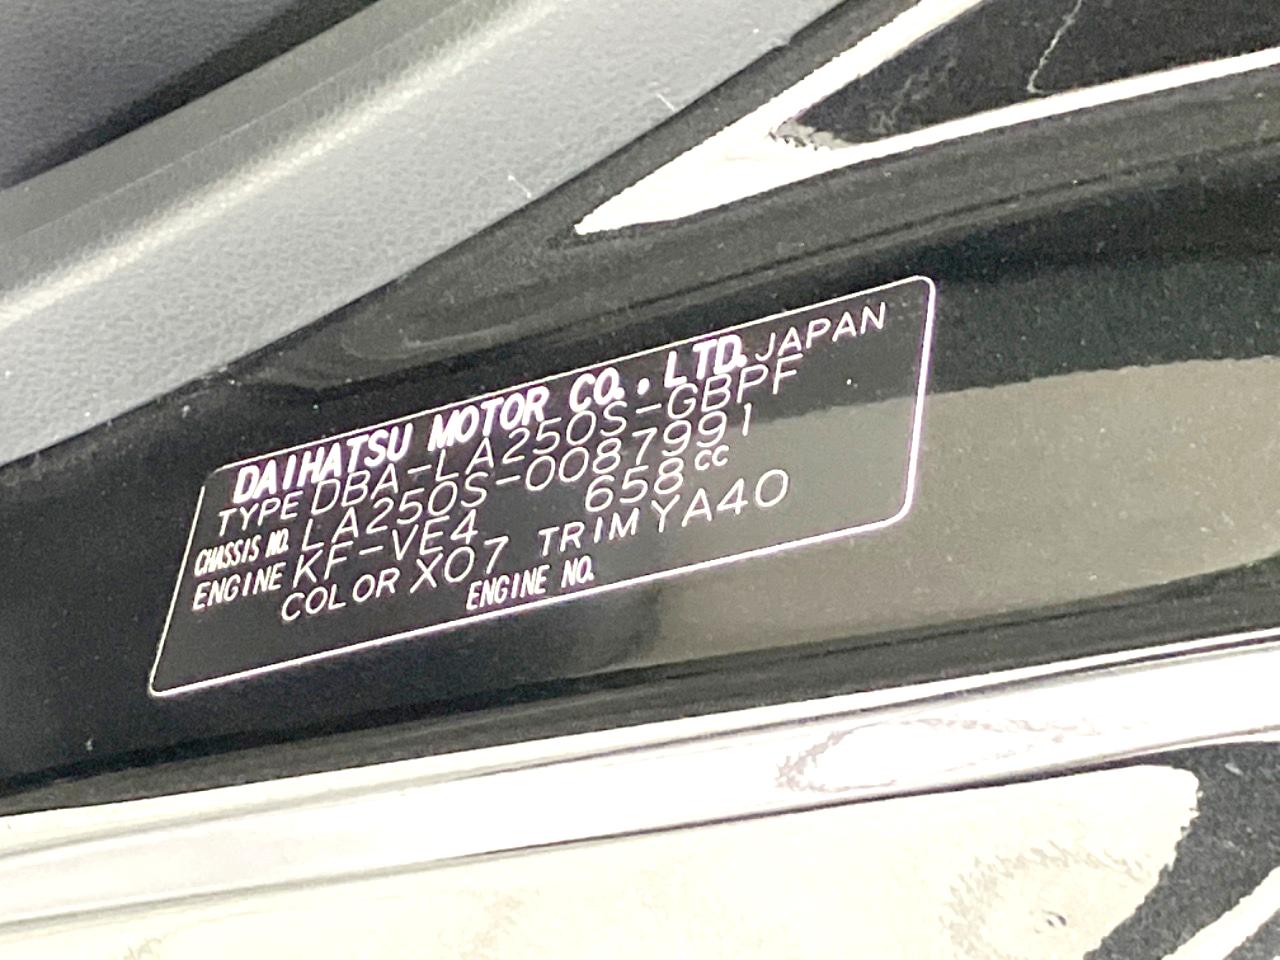 DAIHATSU MOTOR CO., LTD. JAPAN
TYPE DBA-LA250S-GBPF
CHASSIS NO. LA250S-0087991
ENGINE KF-VE4 658cc
COLOR X07 TRIM YA40
ENGINE NO.